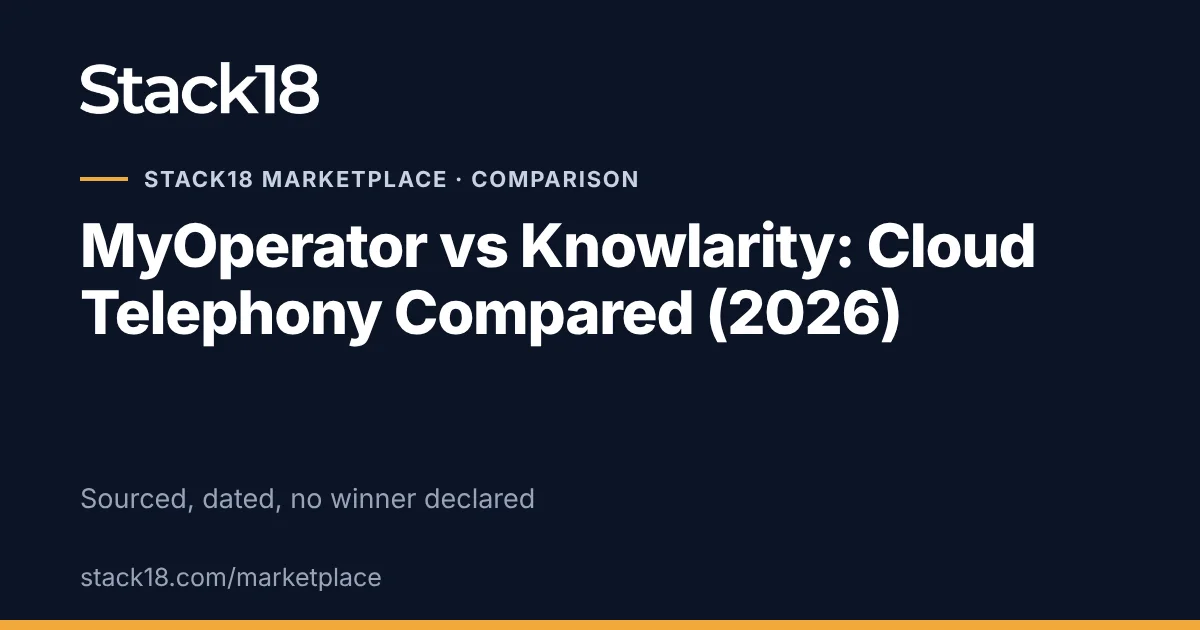 Stack18
STACK18 MARKETPLACE · COMPARISON
MyOperator vs Knowlarity: Cloud
Telephony Compared (2026)
Sourced, dated, no winner declared
stack18.com/marketplace